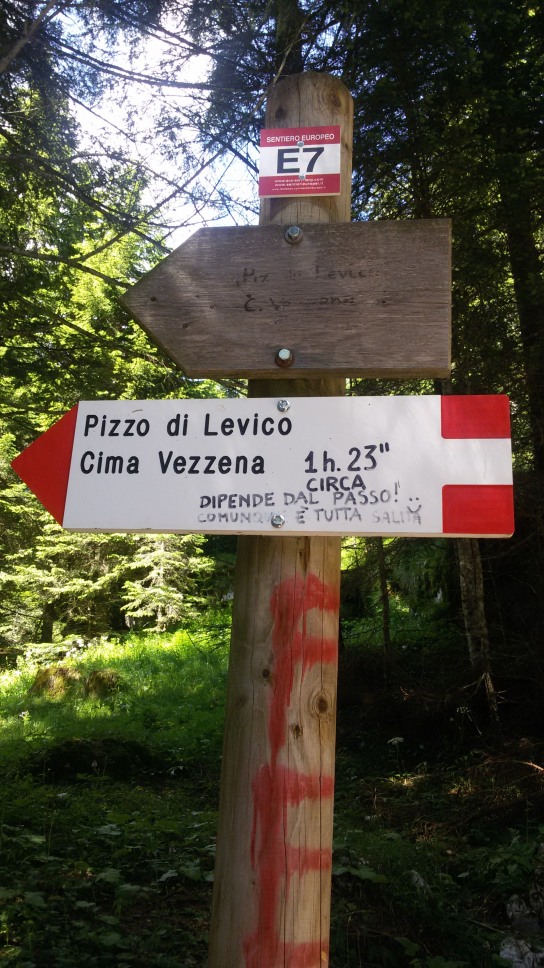 SENTIERO EUROPEO
E7
Pizzo di Levico
Cima Vezzena 1h.23"
CIRCA
DIPENDE DAL PASSO!..
COMUNQUE È TUTTA SALITA